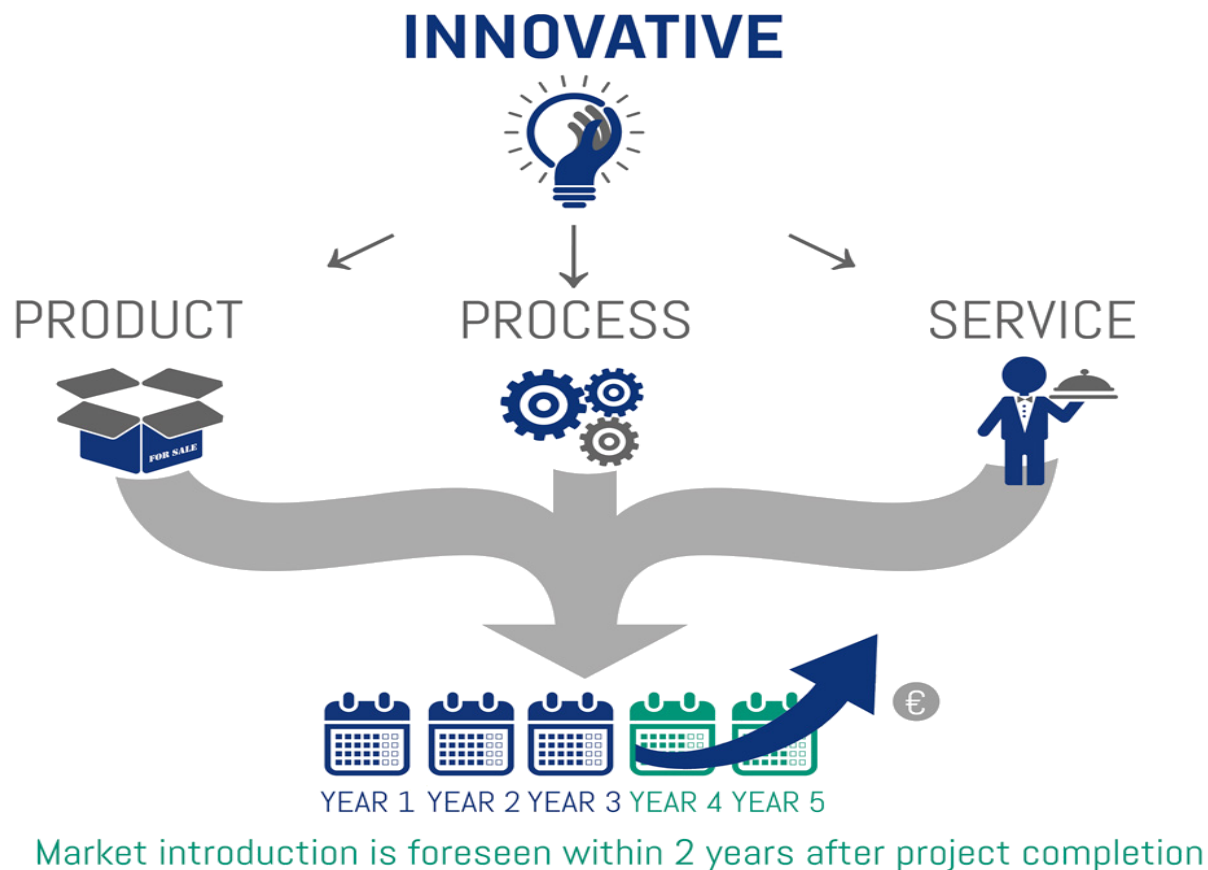 INNOVATIVE
PRODUCT PROCESS SERVICE
FOR SALE
€
YEAR 1 YEAR 2 YEAR 3 YEAR 4 YEAR 5
Market introduction is foreseen within 2 years after project completion